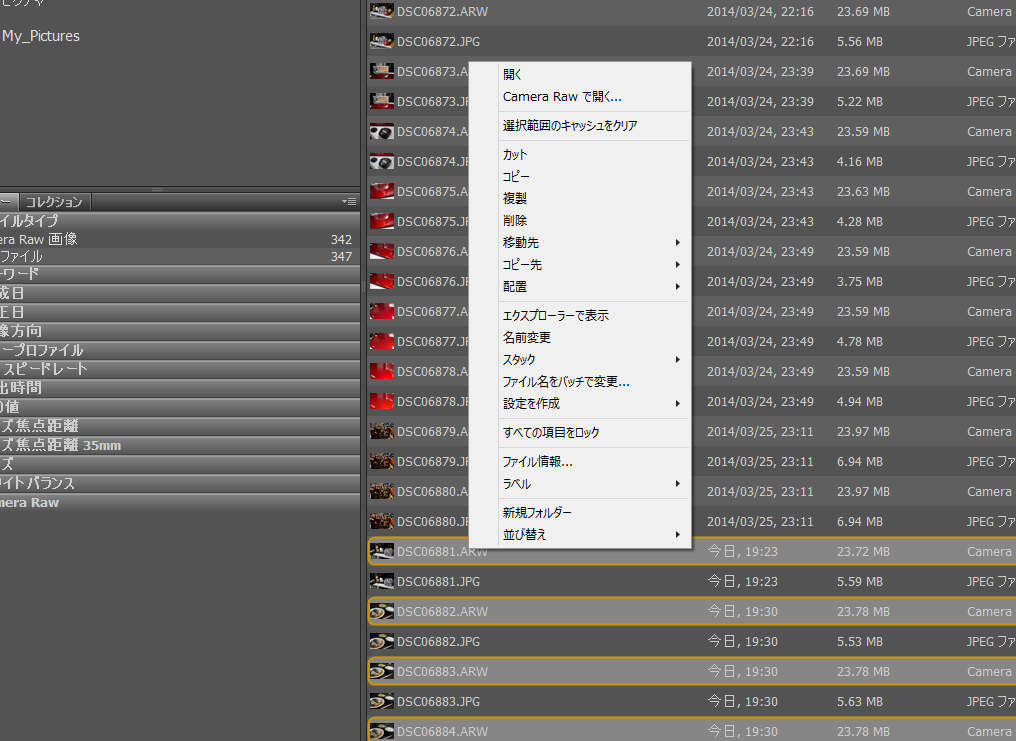 ピクチャ
My_Pictures
コレクション
イルタイプ
era Raw 画像 342
ファイル 347
ーワード
成日
正日
像方向
ープロファイル
スピードレート
出時間
O値
ズ焦点距離
ズ焦点距離 35mm
ズ
イトバランス
mera Raw
DSC06872.ARW 2014/03/24, 22:16 23.69 MB Camera
DSC06872.JPG 2014/03/24, 22:16 5.56 MB JPEG ファ
DSC06873.A 2014/03/24, 23:39 23.69 MB Camera
DSC06873.JP 2014/03/24, 23:39 5.22 MB JPEG ファ
DSC06874.A 2014/03/24, 23:43 23.59 MB Camera
DSC06874.JP 2014/03/24, 23:43 4.16 MB JPEG ファ
DSC06875.A 2014/03/24, 23:43 23.63 MB Camera
DSC06875.JP 2014/03/24, 23:43 4.28 MB JPEG ファ
DSC06876.A 2014/03/24, 23:49 23.59 MB Camera
DSC06876.JP 2014/03/24, 23:49 3.75 MB JPEG ファ
DSC06877.A 2014/03/24, 23:49 23.59 MB Camera
DSC06877.JP 2014/03/24, 23:49 4.78 MB JPEG ファ
DSC06878.A 2014/03/24, 23:49 23.59 MB Camera
DSC06878.JP 2014/03/24, 23:49 4.94 MB JPEG ファ
DSC06879.A 2014/03/25, 23:11 23.97 MB Camera
DSC06879.JP 2014/03/25, 23:11 6.94 MB JPEG ファ
DSC06880.A 2014/03/25, 23:11 23.97 MB Camera
DSC06880.JP 2014/03/25, 23:11 6.94 MB JPEG ファ
DSC06881.ARW 今日, 19:23 23.72 MB Camera
DSC06881.JPG 今日, 19:23 5.59 MB JPEG ファ
DSC06882.ARW 今日, 19:30 23.78 MB Camera
DSC06882.JPG 今日, 19:30 5.53 MB JPEG ファ
DSC06883.ARW 今日, 19:30 23.78 MB Camera
DSC06883.JPG 今日, 19:30 5.63 MB JPEG ファ
DSC06884.ARW 今日, 19:30 23.78 MB Camera
開く
Camera Raw で開く...
選択範囲のキャッシュをクリア
カット
コピー
複製
削除
移動先
コピー先
配置
エクスプローラーで表示
名前変更
スタック
ファイル名をバッチで変更...
設定を作成
すべての項目をロック
ファイル情報...
ラベル
新規フォルダー
並び替え